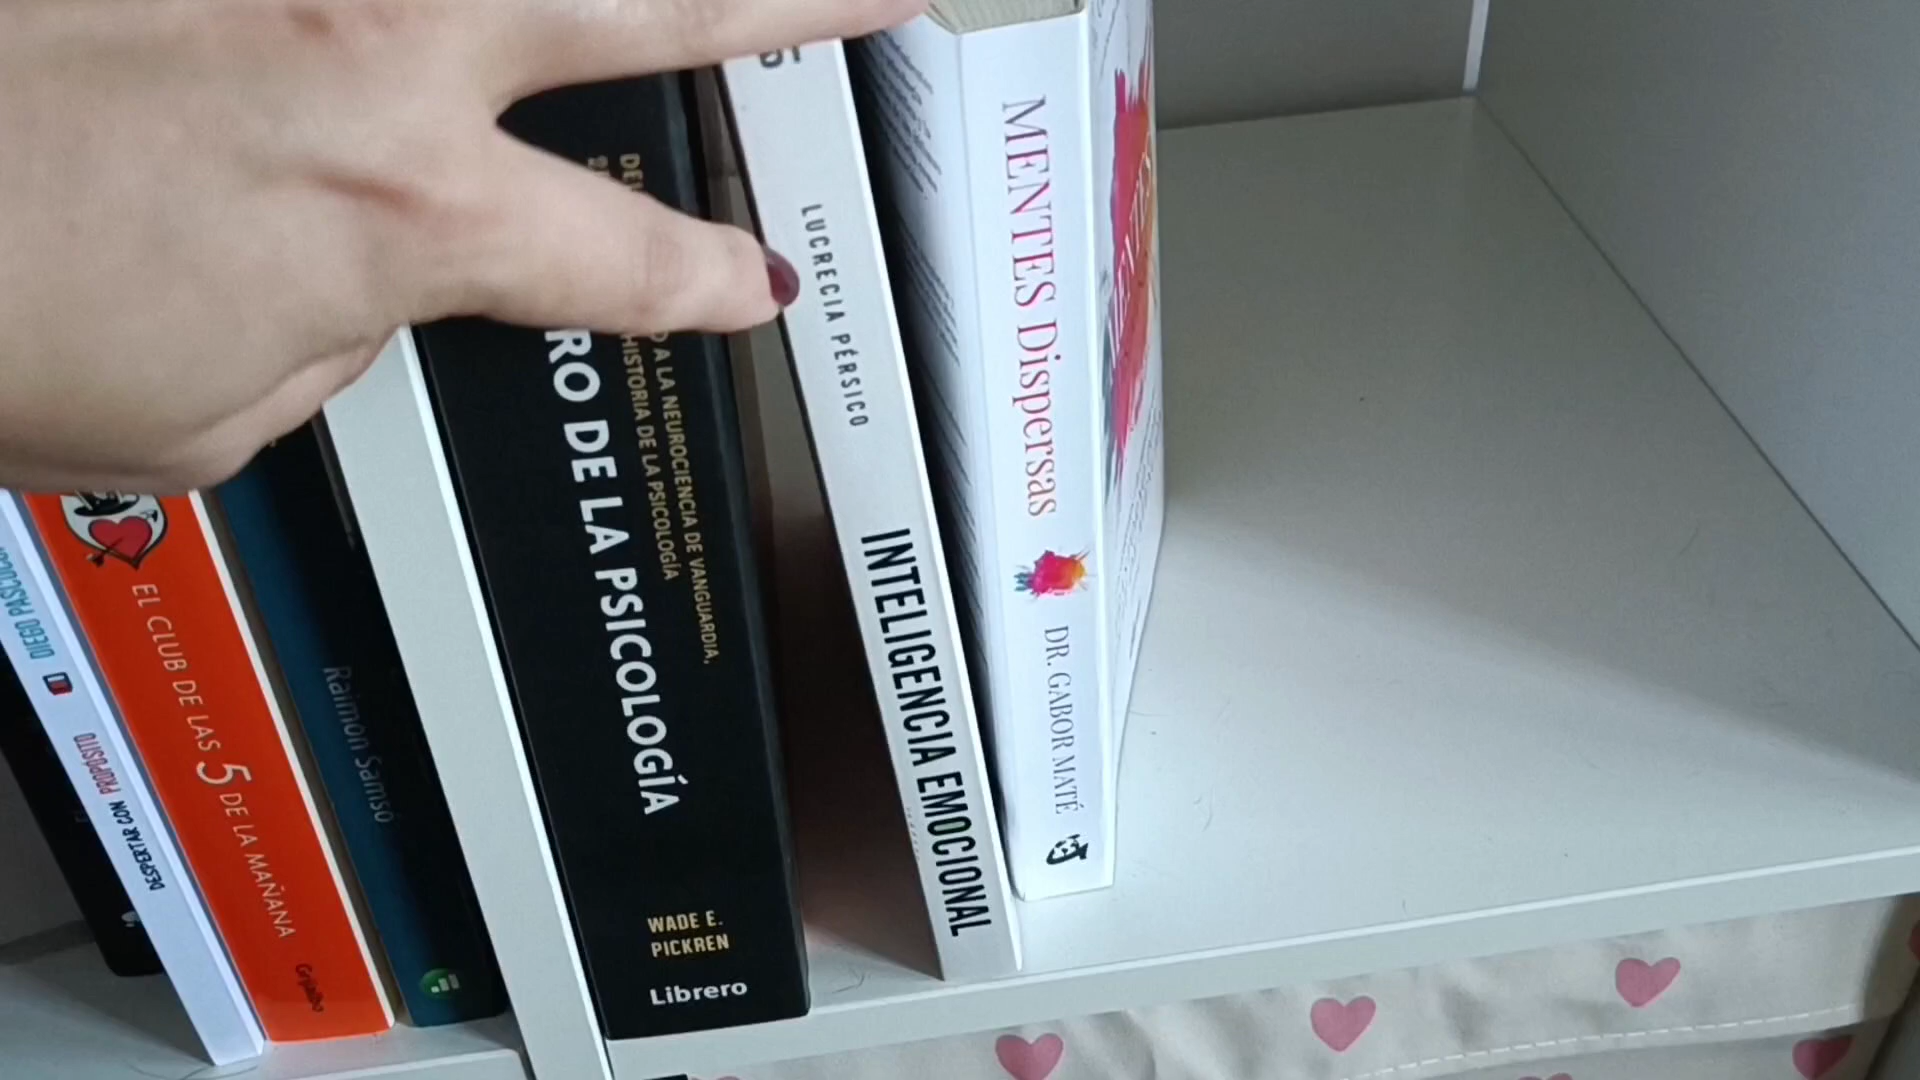 DIEGO PASCUAL
DESPERTAR CON PROPÓSITO
EL CLUB DE LAS 5 DE LA MAÑANA
Grijalbo
Raimon Samsó
A LA NEUROCIENCIA DE VANGUARDIA,
HISTORIA DE LA PSICOLOGÍA
RO DE LA PSICOLOGÍA
WADE E.
PICKREN
Librero
LUCRECIA PÉRSICO
INTELIGENCIA EMOCIONAL
MENTES Dispersas
DR. GABOR MATÉ